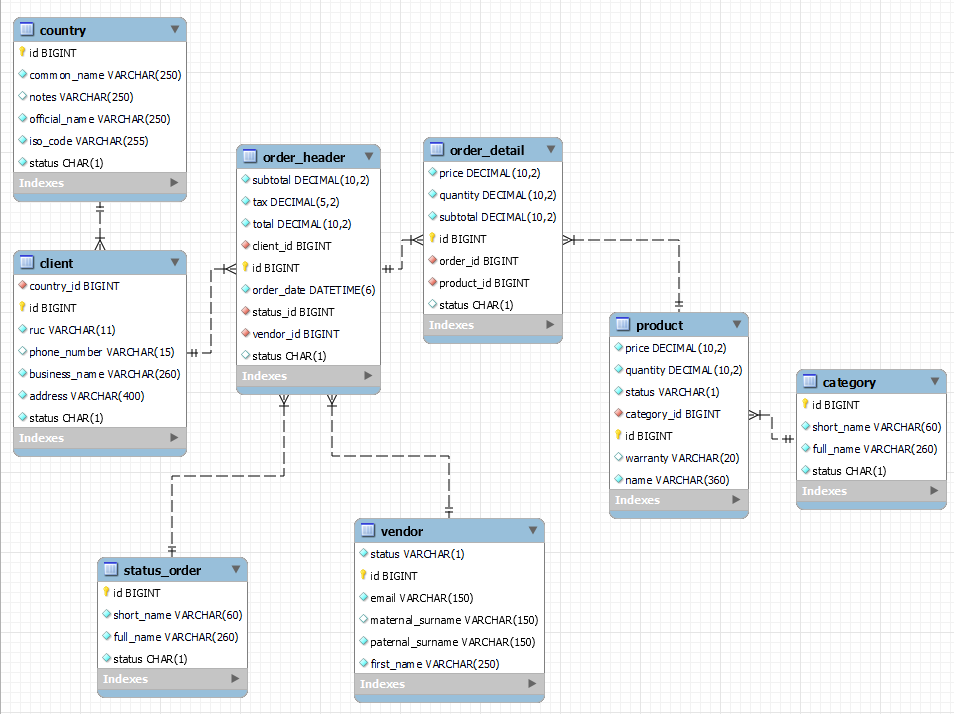 country
id BIGINT
common_name VARCHAR(250)
notes VARCHAR(250)
official_name VARCHAR(250)
iso_code VARCHAR(255)
status CHAR(1)
Indexes
client
country_id BIGINT
id BIGINT
ruc VARCHAR(11)
phone_number VARCHAR(15)
business_name VARCHAR(260)
address VARCHAR(400)
status CHAR(1)
Indexes
order_header
subtotal DECIMAL(10,2)
tax DECIMAL(5,2)
total DECIMAL(10,2)
client_id BIGINT
id BIGINT
order_date DATETIME(6)
status_id BIGINT
vendor_id BIGINT
status CHAR(1)
Indexes
order_detail
price DECIMAL(10,2)
quantity DECIMAL(10,2)
subtotal DECIMAL(10,2)
id BIGINT
order_id BIGINT
product_id BIGINT
status CHAR(1)
Indexes
product
price DECIMAL(10,2)
quantity DECIMAL(10,2)
status VARCHAR(1)
category_id BIGINT
id BIGINT
warranty VARCHAR(20)
name VARCHAR(360)
Indexes
category
id BIGINT
short_name VARCHAR(60)
full_name VARCHAR(260)
status CHAR(1)
Indexes
status_order
id BIGINT
short_name VARCHAR(60)
full_name VARCHAR(260)
status CHAR(1)
Indexes
vendor
status VARCHAR(1)
id BIGINT
email VARCHAR(150)
maternal_surname VARCHAR(150)
paternal_surname VARCHAR(150)
first_name VARCHAR(250)
Indexes